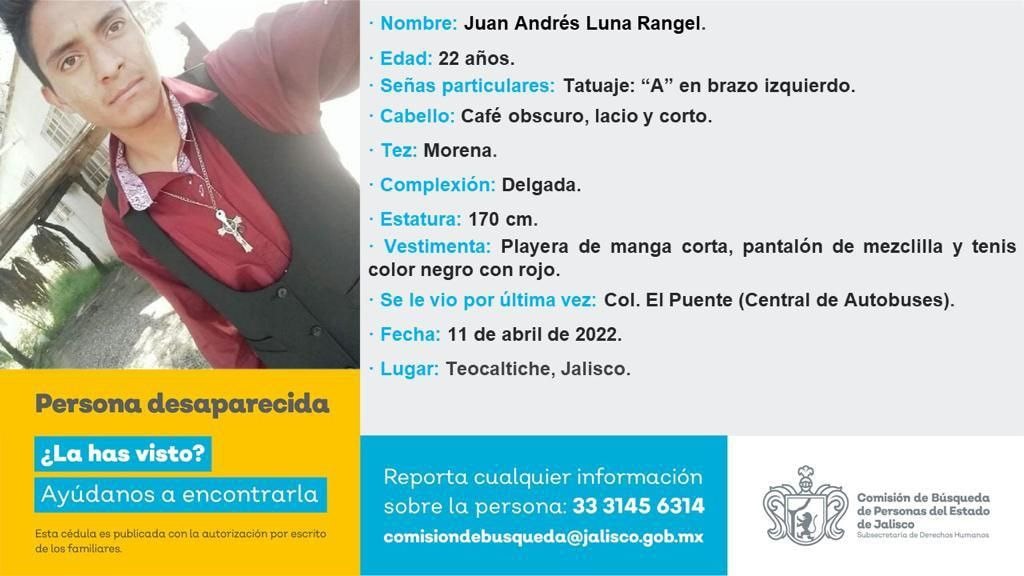 · Nombre: Juan Andrés Luna Rangel.
· Edad: 22 años.
· Señas particulares: Tatuaje: “A” en brazo izquierdo.
· Cabello: Café obscuro, lacio y corto.
· Tez: Morena.
· Complexión: Delgada.
· Estatura: 170 cm.
· Vestimenta: Playera de manga corta, pantalón de mezclilla y tenis
color negro con rojo.
· Se le vio por última vez: Col. El Puente (Central de Autobuses).
· Fecha: 11 de abril de 2022.
· Lugar: Teocaltiche, Jalisco.
Persona desaparecida
¿La has visto?
Ayúdanos a encontrarla
Esta cédula es publicada con la autorización por escrito
de los familiares.
Reporta cualquier información
sobre la persona: 33 3145 6314
comisiondebusqueda@jalisco.gob.mx
Comisión de Búsqueda
de Personas del Estado
de Jalisco
Subsecretaría de Derechos Humanos